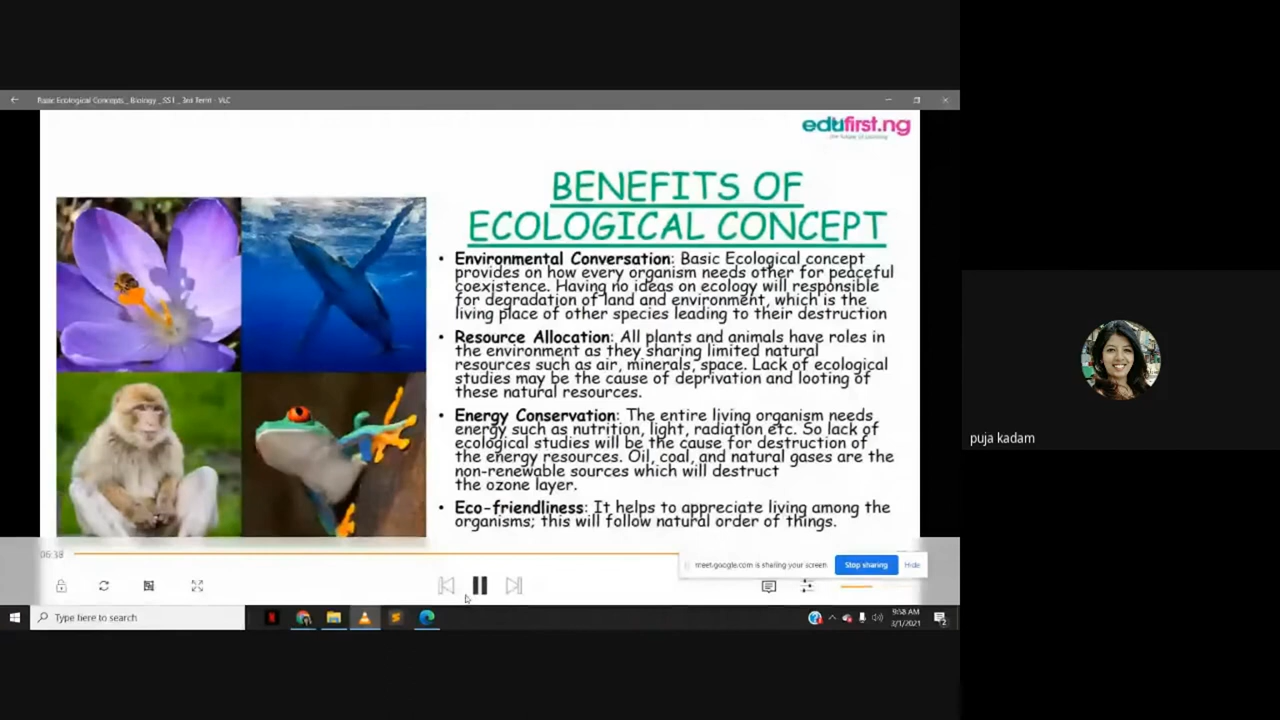 Basic Ecological Concepts_ Biology _SS1 _ 3rd Term - VLC
edufirst.ng
the future of learning
BENEFITS OF
ECOLOGICAL CONCEPT
• Environmental Conversation: Basic Ecological concept
provides on how every organism needs other for peaceful
coexistence. Having no ideas on ecology will responsible
for degradation of land and environment, which is the
living place of other species leading to their destruction
• Resource Allocation: All plants and animals have roles in
the environment as they sharing limited natural
resources such as air, minerals, space. Lack of ecological
studies may be the cause of deprivation and looting of
these natural resources.
• Energy Conservation: The entire living organism needs
energy such as nutrition, light, radiation etc. So lack of
ecological studies will be the cause for destruction of
the energy resources. Oil, coal, and natural gases are the
non-renewable sources which will destruct
the ozone layer.
• Eco-friendliness: It helps to appreciate living among the
organisms; this will follow natural order of things.
puja kadam
06:38
meet.google.com is sharing your screen.
Stop sharing
Hide
Type here to search
9:58 AM
3/1/2021
2